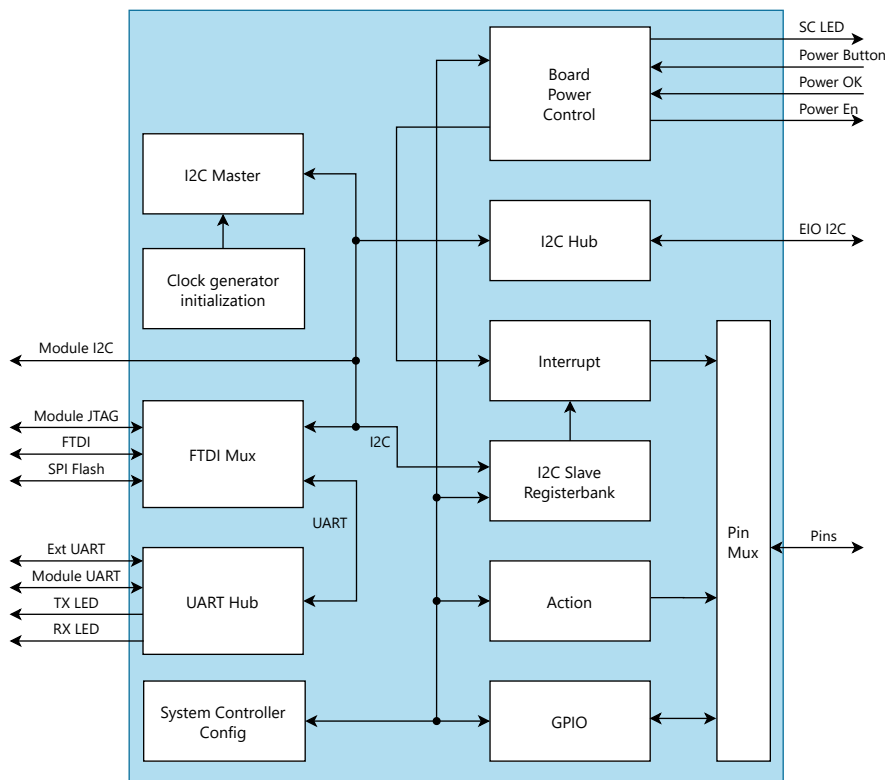 SC LED
Power Button
Power OK
Power En
Board
Power
Control
I2C Master
I2C Hub
EIO I2C
Clock generator
initialization
Module I2C
Interrupt
Module JTAG
FTDI
SPI Flash
FTDI Mux
I2C
I2C Slave
Registerbank
UART
Pin
Mux
Pins
Ext UART
Module UART
TX LED
RX LED
UART Hub
Action
System Controller
Config
GPIO